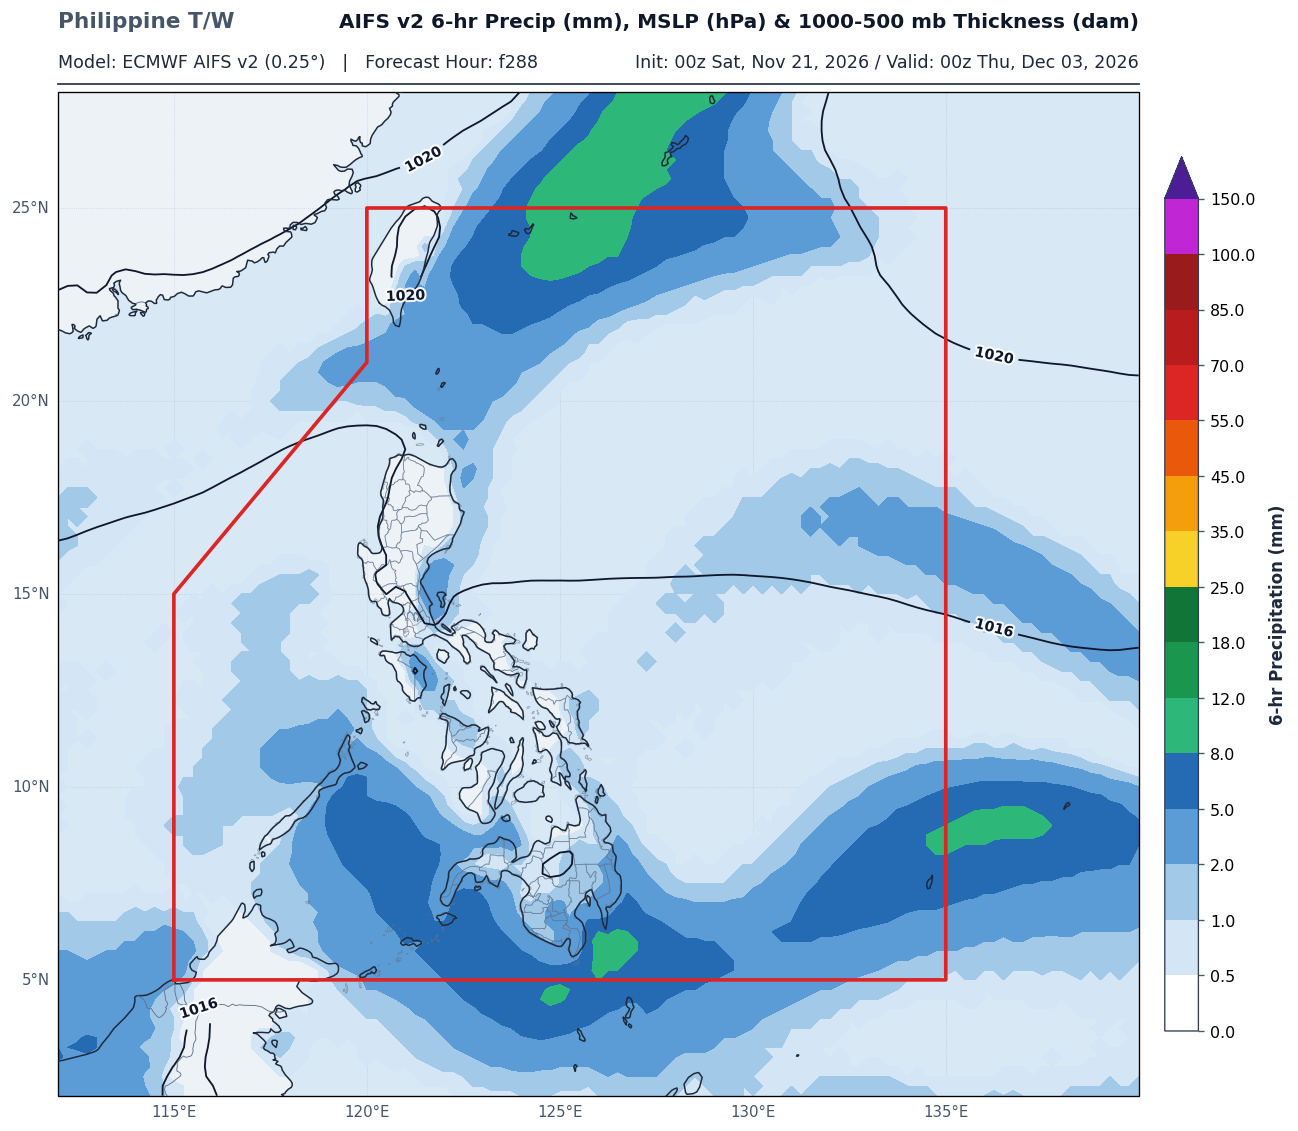 Philippine T/W
AIFS v2 6-hr Precip (mm), MSLP (hPa) & 1000-500 mb Thickness (dam)
Model: ECMWF AIFS v2 (0.25°) | Forecast Hour: f288
Init: 00z Sat, Nov 21, 2026 / Valid: 00z Thu, Dec 03, 2026
1020
1020
1020
1016
1016
25°N
20°N
15°N
10°N
5°N
115°E
120°E
125°E
130°E
135°E
150.0
100.0
85.0
70.0
55.0
45.0
35.0
25.0
18.0
12.0
8.0
5.0
2.0
1.0
0.5
0.0
6-hr Precipitation (mm)